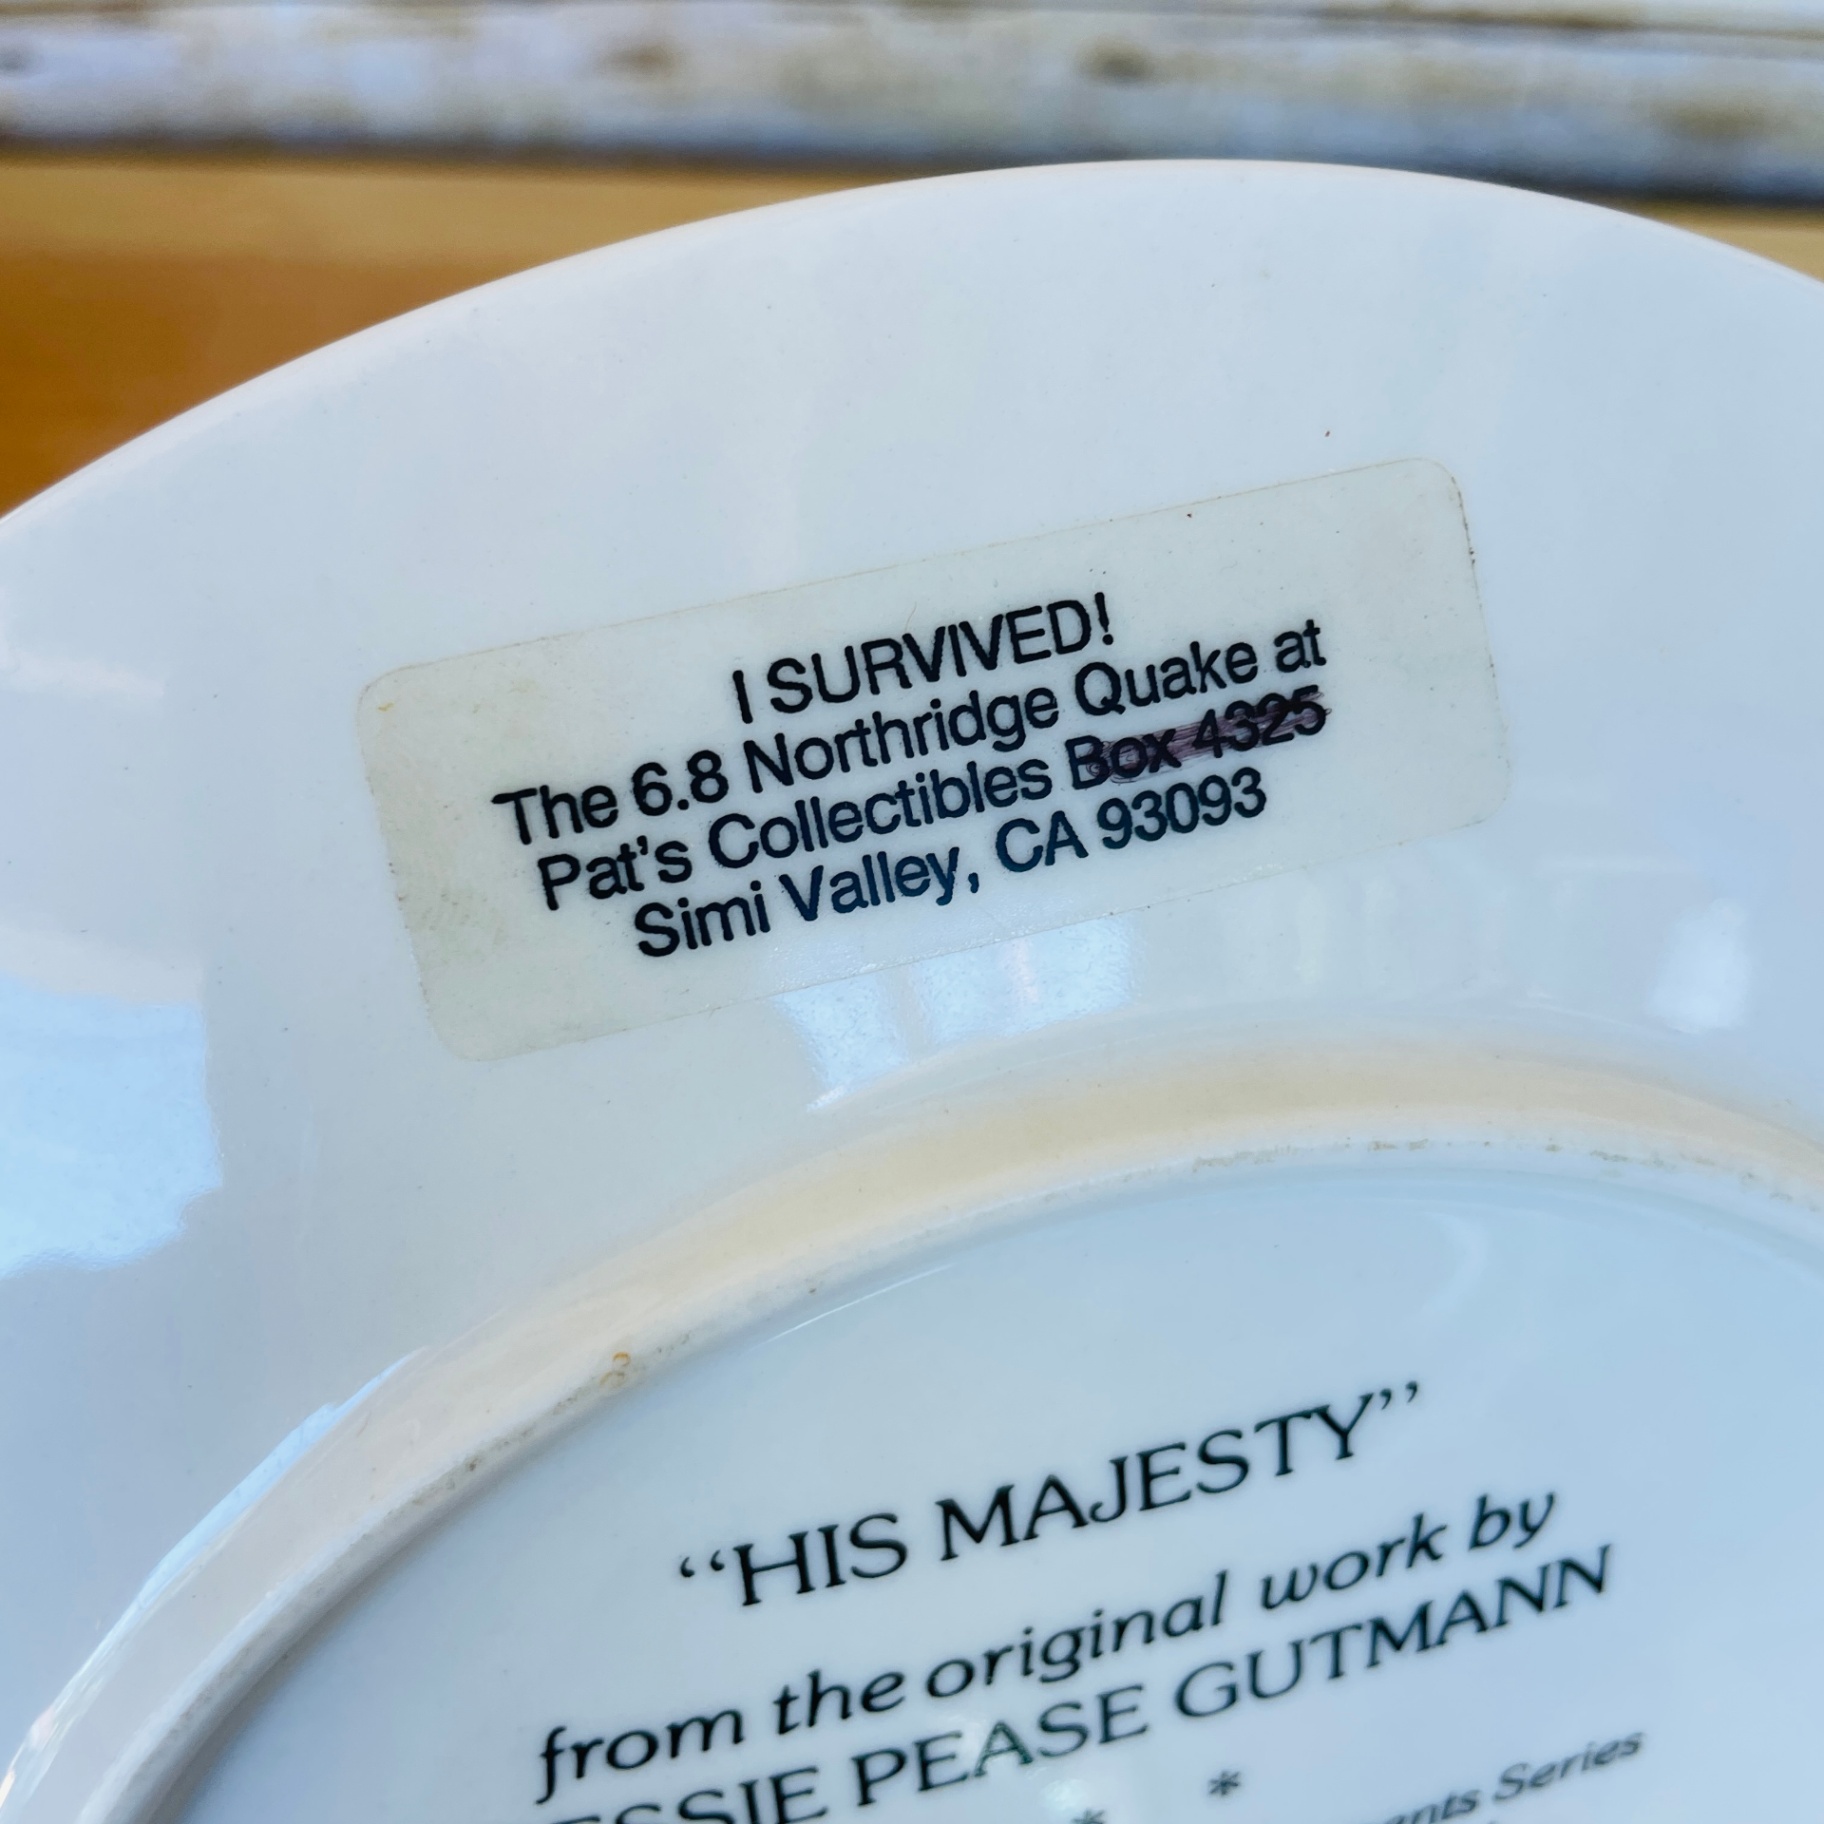 I SURVIVED!
The 6.8 Northridge Quake at
Pat's Collectibles Box 4325
Simi Valley, CA 93093
“HIS MAJESTY”
from the original work by
PEASE GUTMANN
* *
Series